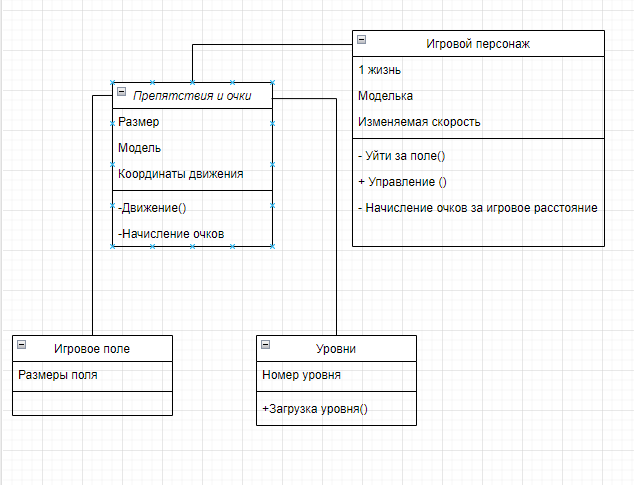 Игровой персонаж
1 жизнь
Моделька
Изменяемая скорость
- Уйти за поле()
+ Управление ()
- Начисление очков за игровое расстояние
Препятствия и очки
Размер
Модель
Координаты движения
-Движение()
-Начисление очков
Игровое поле
Размеры поля
Уровни
Номер уровня
+Загрузка уровня()